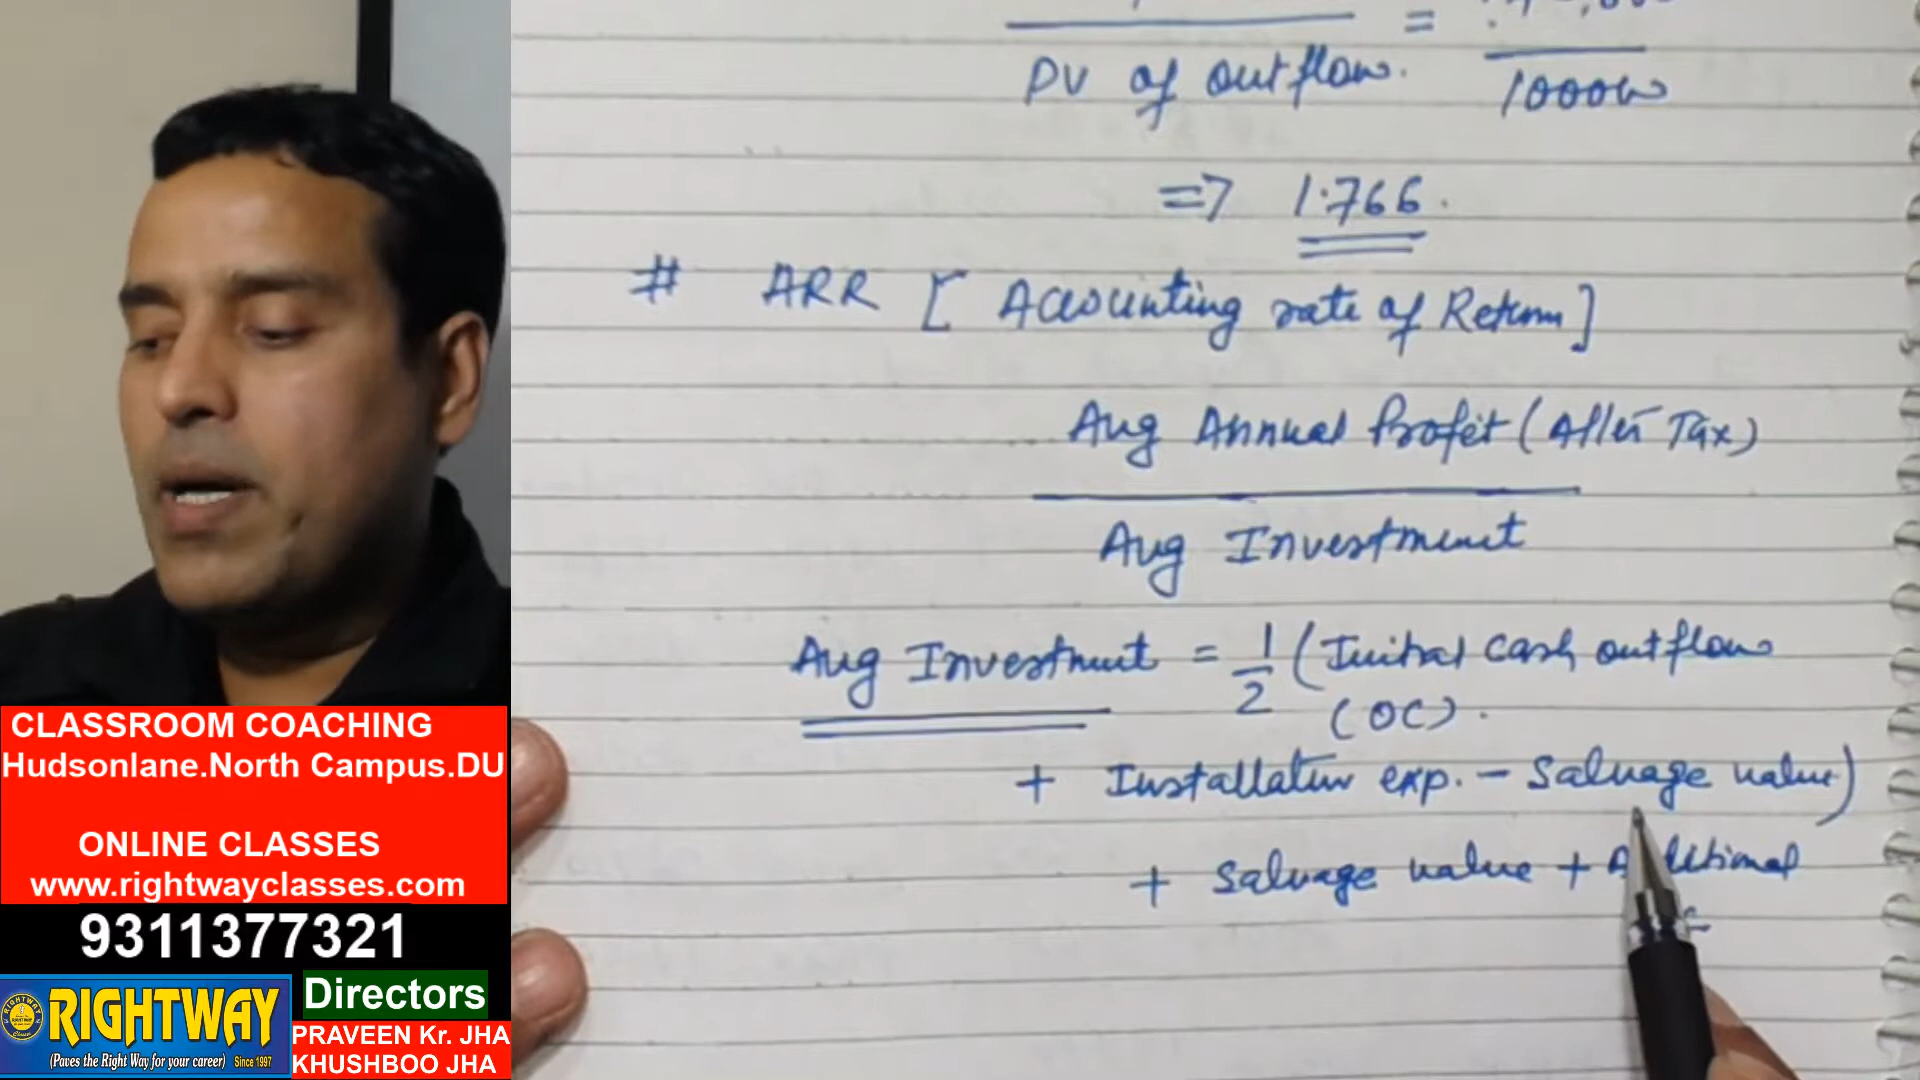 PV of outflow. = 10000
=> 1.766.
# ARR [Accounting rate of Return]
Avg Annual Profit (After Tax)
Avg Investment
Avg Investment = 1/2 (Initial Cash outflow
(OC).
+ Installation exp. - Salvage value)
+ Salvage value + Additional
CLASSROOM COACHING
Hudsonlane.North Campus.DU
ONLINE CLASSES
www.rightwayclasses.com
9311377321
RIGHTWAY
(Paves the Right Way for your career) Since 1997
Directors
PRAVEEN Kr. JHA
KHUSHBOO JHA